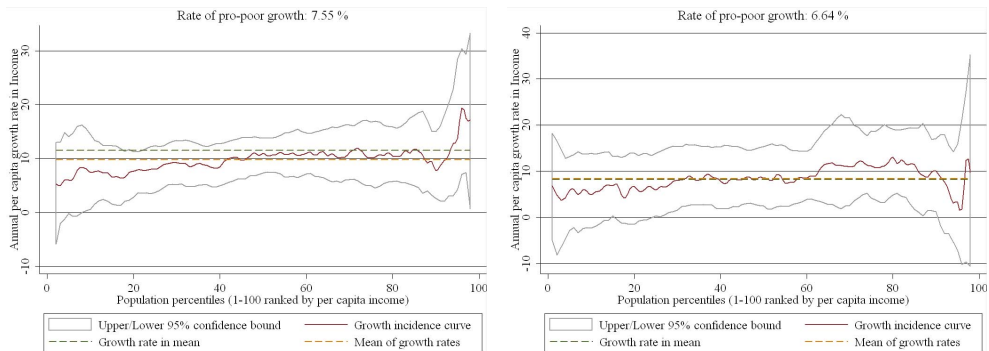 Rate of pro-poor growth: 7.55 %
Annual per capita growth rate in Income
30
20
10
0
-10
0 20 40 60 80 100
Population percentiles (1-100 ranked by per capita income)
Upper/Lower 95% confidence bound Growth incidence curve
Growth rate in mean Mean of growth rates
Rate of pro-poor growth: 6.64 %
Annual per capita growth rate in Income
40
30
20
10
0
-10
0 20 40 60 80 100
Population percentiles (1-100 ranked by per capita income)
Upper/Lower 95% confidence bound Growth incidence curve
Growth rate in mean Mean of growth rates